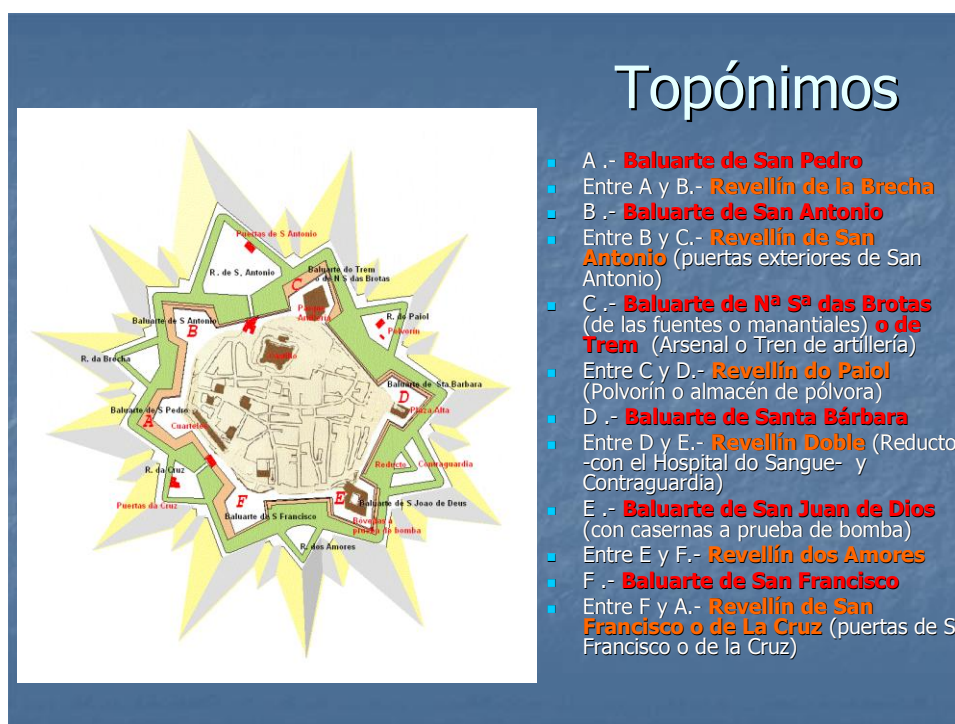 Topónimos
A .- Baluarte de San Pedro
Entre A y B.- Revellín de la Brecha
B .- Baluarte de San Antonio
Entre B y C.- Revellín de San
Antonio (puertas exteriores de San
Antonio)
C .- Baluarte de Nª Sª das Brotas
(de las fuentes o manantiales) o de
Trem (Arsenal o Tren de artillería)
Entre C y D.- Revellín do Paiol
(Polvorín o almacén de pólvora)
D .- Baluarte de Santa Bárbara
Entre D y E.- Revellín Doble (Reducto
-con el Hospital do Sangue- y
Contraguardia)
E .- Baluarte de San Juan de Dios
(con casernas a prueba de bomba)
Entre E y F.- Revellín dos Amores
F .- Baluarte de San Francisco
Entre F y A.- Revellín de San
Francisco o de La Cruz (puertas de S
Francisco o de la Cruz)
Puertas de S Antonio
R. de S, Antonio
Baluarte do Trem
o de N S das Brotas
C
Baluarte de S Antonio
B
R. do Paiol
Polvorín
R. da Brecha
Baluarte de Sta.Barbara
D
Plaza Alta
Baluarte de S Pedro
A
Cuarteles
R. da Cruz
Puertas da Cruz
Reducto
Contraguardia
F
E
Baluarte de S Joao de Deus
Baluarte de S Francisco
Bóvedas a
prueba de bomba
R. dos Amores